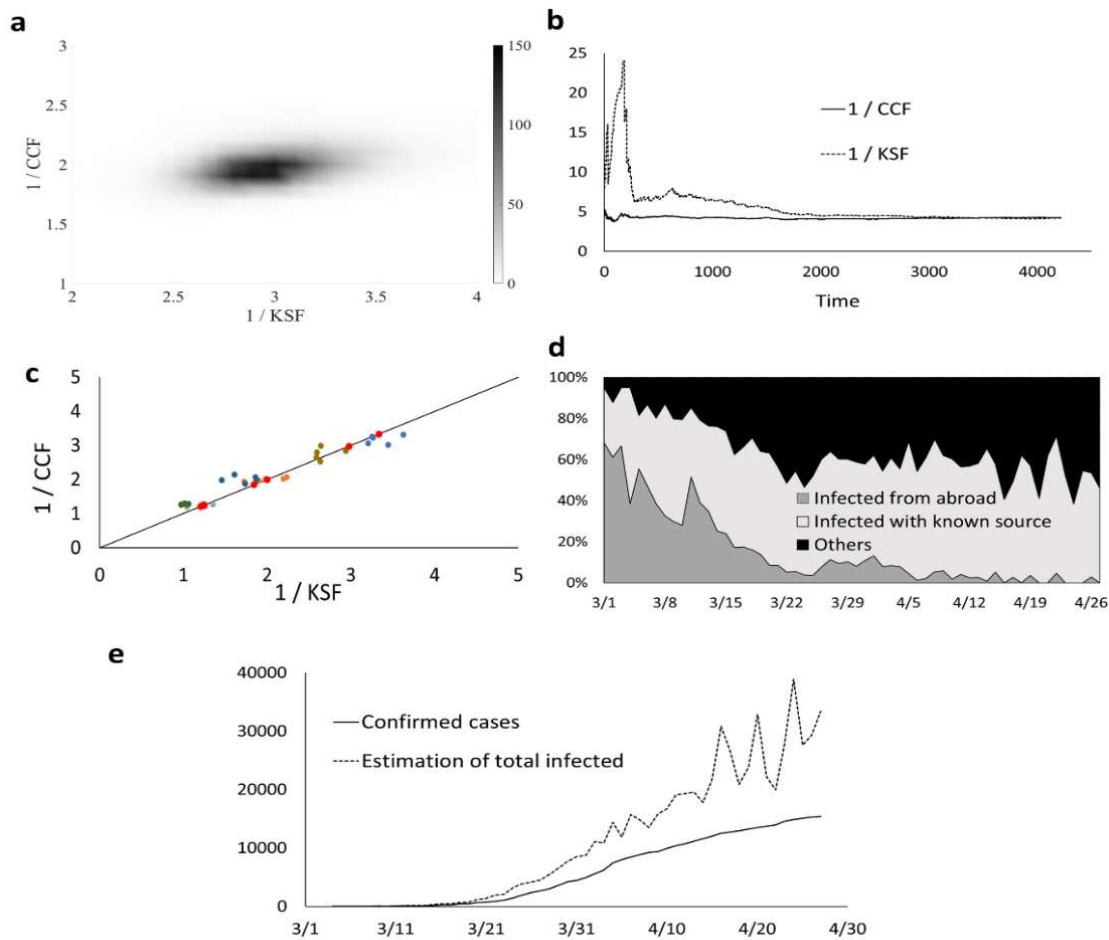 a
3
2.5
2
1.5
1
1 / CCF
2 2.5 3 3.5 4
1 / KSF
150
100
50
0
b
25
20
15
10
5
0
1 / CCF
1 / KSF
0 1000 2000 3000 4000
Time
c
5
4
3
2
1
0
1 / CCF
0 1 2 3 4 5
1 / KSF
d
100%
80%
60%
40%
20%
0%
Infected from abroad
Infected with known source
Others
3/1 3/8 3/15 3/22 3/29 4/5 4/12 4/19 4/26
e
40000
30000
20000
10000
0
Confirmed cases
Estimation of total infected
3/1 3/11 3/21 3/31 4/10 4/20 4/30